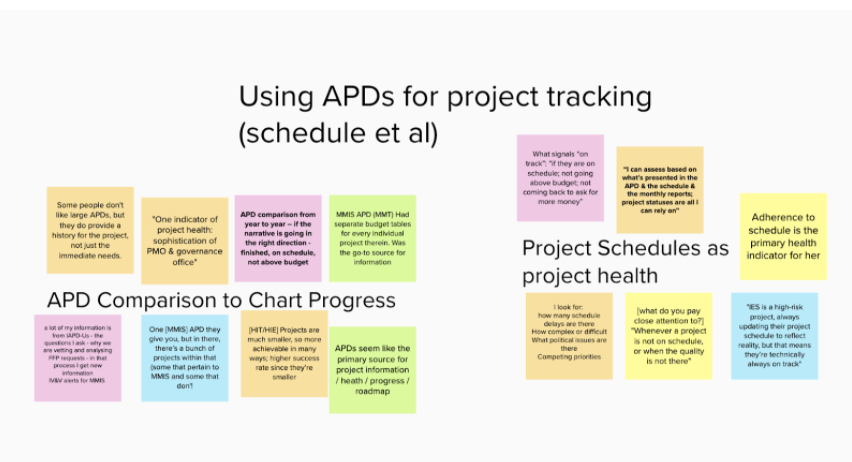 Using APDs for project tracking
(schedule et al)
Some people don't
like large APDs, but
they do provide a
history for the project,
not just the
immediate needs.
"One indicator of
project health:
sophistication of
PMO & governance
office"
APD comparison from
year to year -- if the
narrative is going in
the right direction -
finished, on schedule,
not above budget
MMIS APD (MMT) Had
separate budget tables
for every individual
project therein. Was
the go-to source for
information
APD Comparison to Chart Progress
a lot of my information is
from IAPD-Us - the
questions I ask - why we
are vetting and analysing
FFP requests - in that
process I get new
information
IV&V alerts for MMIS
One [MMIS] APD they
give you, but in there,
there's a bunch of
projects within that
(some that pertain to
MMIS and some that
don't
[HIT/HIE] Projects are
much smaller, so more
achievable in many
ways; higher success
rate since they're
smaller
APDs seem like the
primary source for
project information
/ heath / progress /
roadmap
What signals "on
track": "if they are on
schedule; not going
above budget; not
coming back to ask for
more money"
"I can assess based on
what's presented in the
APD & the schedule &
the monthly reports;
project statuses are all I
can rely on"
Adherence to
schedule is the
primary health
indicator for her
Project Schedules as
project health
I look for:
how many schedule
delays are there
How complex or difficult
What political issues are
there
Competing priorities
[what do you pay
close attention to?]
"Whenever a project
is not on schedule,
or when the quality
is not there"
"IES is a high-risk
project, always
updating their project
schedule to reflect
reality, but that means
they're technically
always on track"